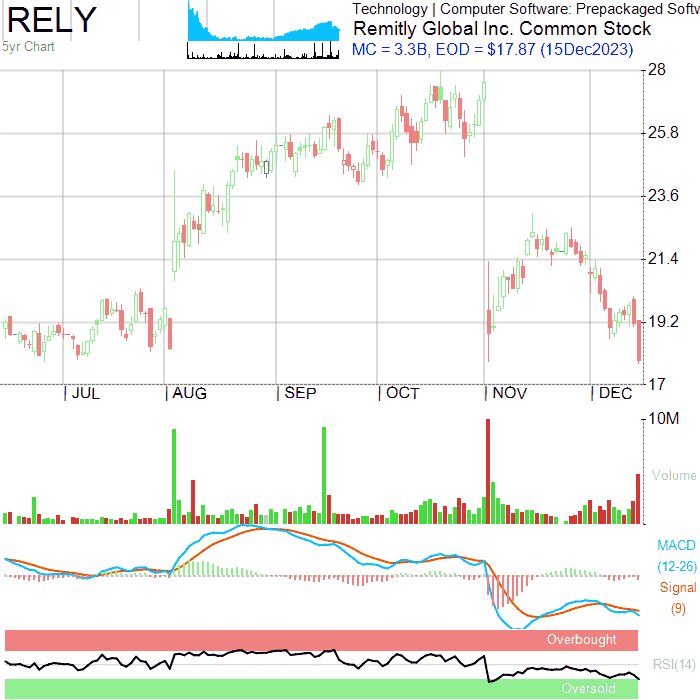 RELY
5yr Chart
Technology | Computer Software: Prepackaged Softw
Remitly Global Inc. Common Stock
MC = 3.3B, EOD = $17.87 (15Dec2023)
28
25.8
23.6
21.4
19.2
17
| JUL | AUG | SEP | OCT | NOV | DEC
10M
Volume
MACD
(12-26)
Signal
(9)
Overbought
RSI(14)
Oversold